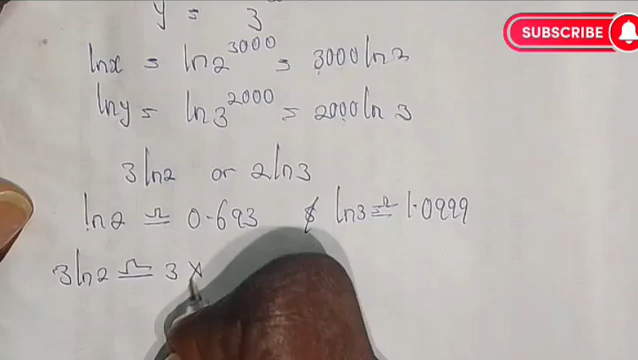 SUBSCRIBE
y = 3
lnx = ln2^3000 = 3000ln2
lny = ln3^2000 = 2000ln3
3ln2 or 2ln3
ln2 ≏ 0.693 & ln3 ≏ 1.0999
3ln2 ≏ 3×